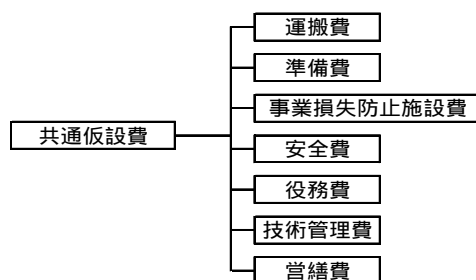 運搬費
準備費
事業損失防止施設費
共通仮設費
安全費
役務費
技術管理費
営繕費